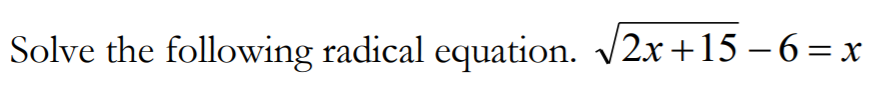 Solve the following radical equation. √(2x+15) – 6 = x